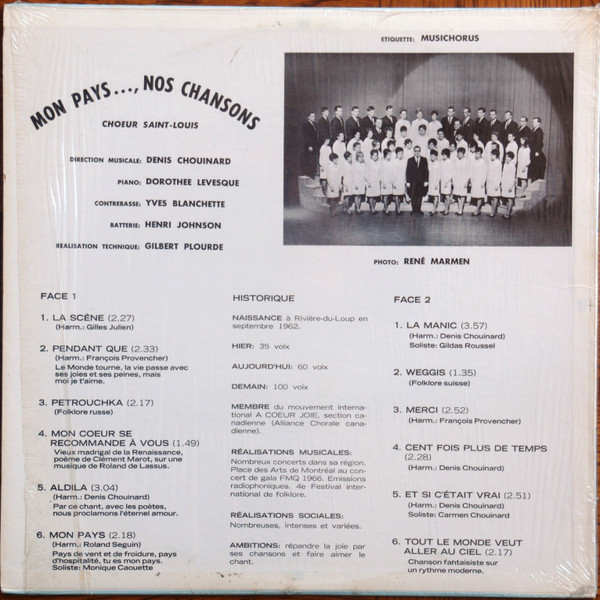 ETIQUETTE: MUSICHORUS
MON PAYS..., NOS CHANSONS
CHOEUR SAINT-LOUIS
DIRECTION MUSICALE: DENIS CHOUINARD
PIANO: DOROTHEE LEVESQUE
CONTREBASSE: YVES BLANCHETTE
BATTERIE: HENRI JOHNSON
REALISATION TECHNIQUE: GILBERT PLOURDE
PHOTO: RENÉ MARMEN
FACE 1
1. LA SCÈNE (2.27)
(Harm.: Gilles Julien)
2. PENDANT QUE (2.33)
(Harm.: François Provencher)
Le Monde tourne, la vie passe avec
ses joies et ses peines, mais
moi je t'aime.
3. PETROUCHKA (2.17)
(Folklore russe)
4. MON COEUR SE
RECOMMANDE À VOUS (1.49)
Vieux madrigal de la Renaissance,
poème de Clément Marot, sur une
musique de Roland de Lassus.
5. ALDILA (3.04)
(Harm.: Denis Chouinard)
Par ce chant, avec les poètes,
nous proclamons l'éternel amour.
6. MON PAYS (2.18)
(Harm.: Roland Seguin)
Pays de vent et de froidure, pays
d'hospitalité, tu es mon pays.
Soliste: Monique Caouette
HISTORIQUE
NAISSANCE à Rivière-du-Loup en
septembre 1962.
HIER: 35 voix
AUJOURD'HUI: 60 voix
DEMAIN: 100 voix
MEMBRE du mouvement interna-
tional A COEUR JOIE, section ca-
nadienne (Alliance Chorale cana-
dienne).
RÉALISATIONS MUSICALES:
Nombreux concerts dans sa région.
Place des Arts de Montréal au con-
cert de gala FMQ 1966. Emissions
radiophoniques. 4e Festival inter-
national de folklore.
RÉALISATIONS SOCIALES:
Nombreuses, intenses et variées.
AMBITIONS: répandre la joie par
ses chansons et faire aimer le
chant.
FACE 2
1. LA MANIC (3.57)
(Harm.: Denis Chouinard)
Soliste: Gildas Roussel
2. WEGGIS (1.35)
(Folklore suisse)
3. MERCI (2.52)
(Harm.: François Provencher)
4. CENT FOIS PLUS DE TEMPS
(2.28)
(Harm.: Denis Chouinard)
5. ET SI C'ÉTAIT VRAI (2.51)
(Harm.: Denis Chouinard)
Soliste: Carmen Chouinard
6. TOUT LE MONDE VEUT
ALLER AU CIEL (2.17)
Chanson fantaisiste sur
un rythme moderne.